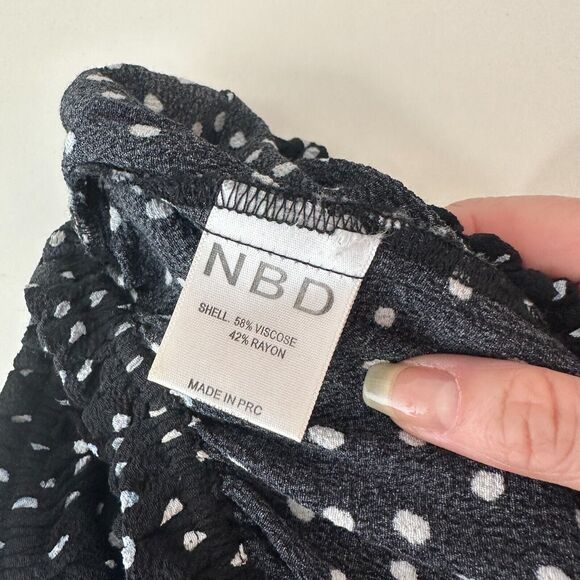 NBD
SHELL. 58% VISCOSE
42% RAYON
MADE IN PRC